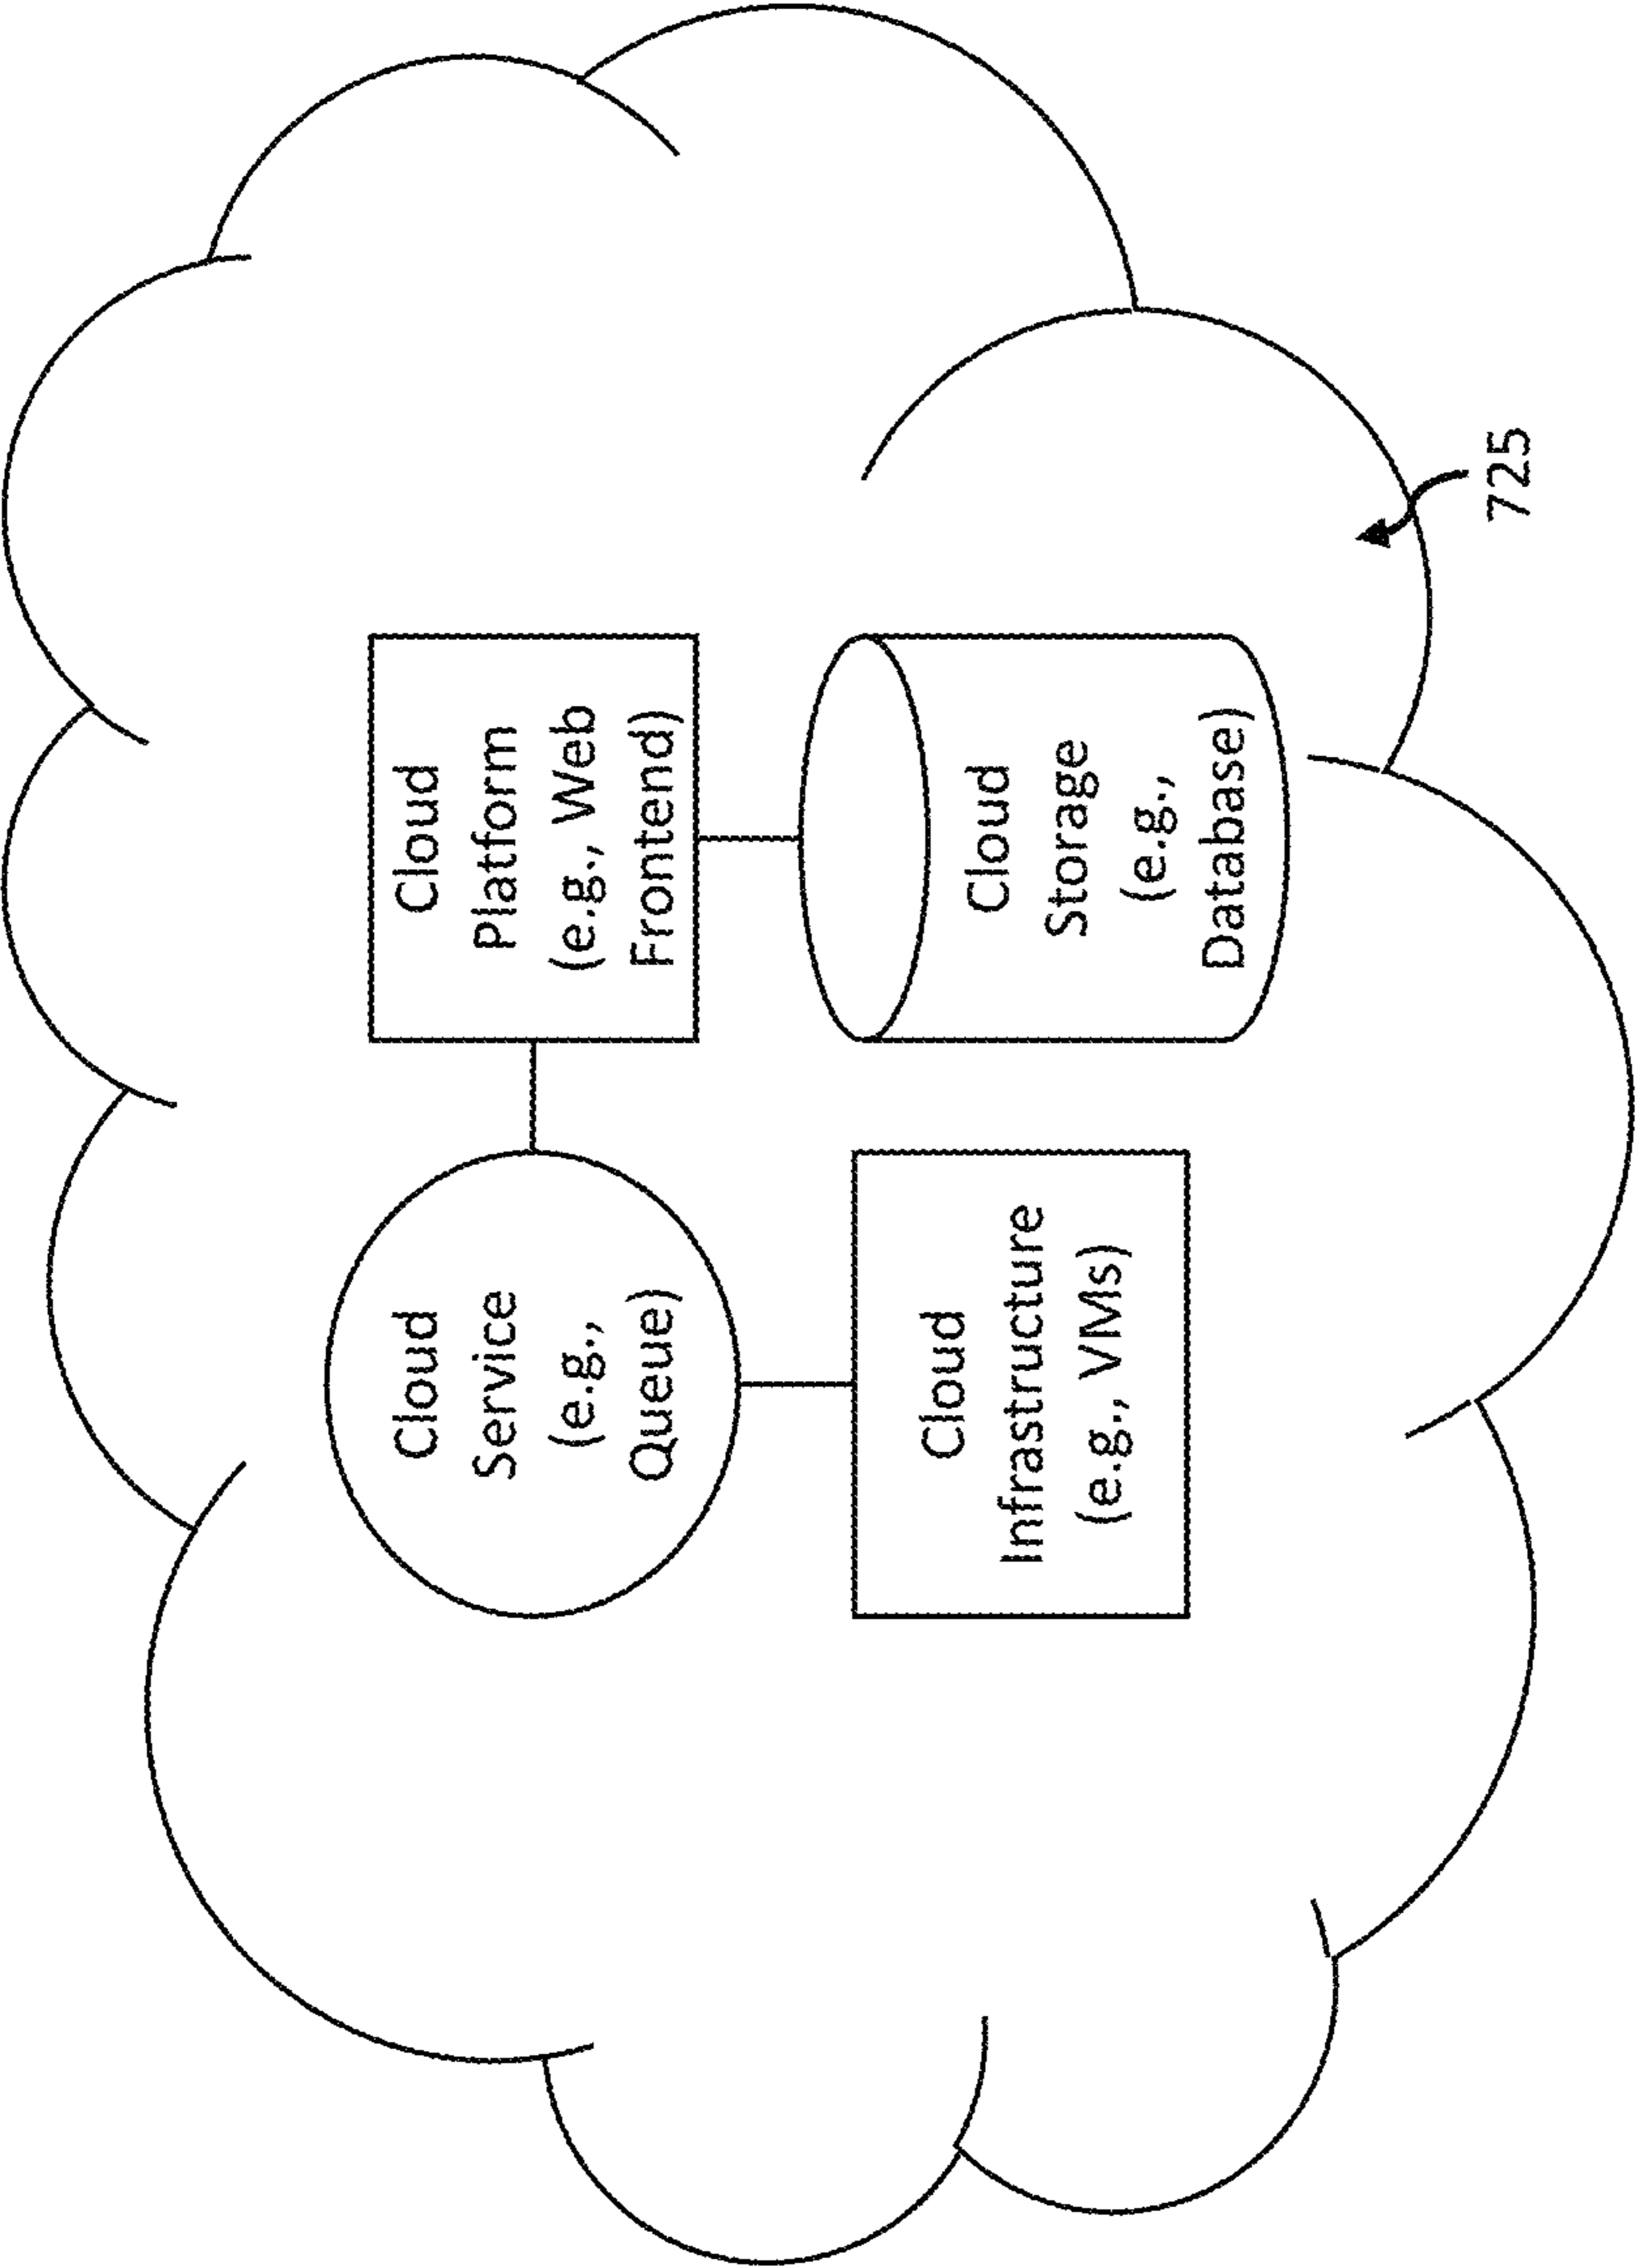 Cloud
Service
(e.g.,
Queue)
Cloud
Platform
(e.g., Web
Frontend)
Cloud
Infrastructure
(e.g., VMs)
Cloud
Storage
(e.g.,
Database)
725